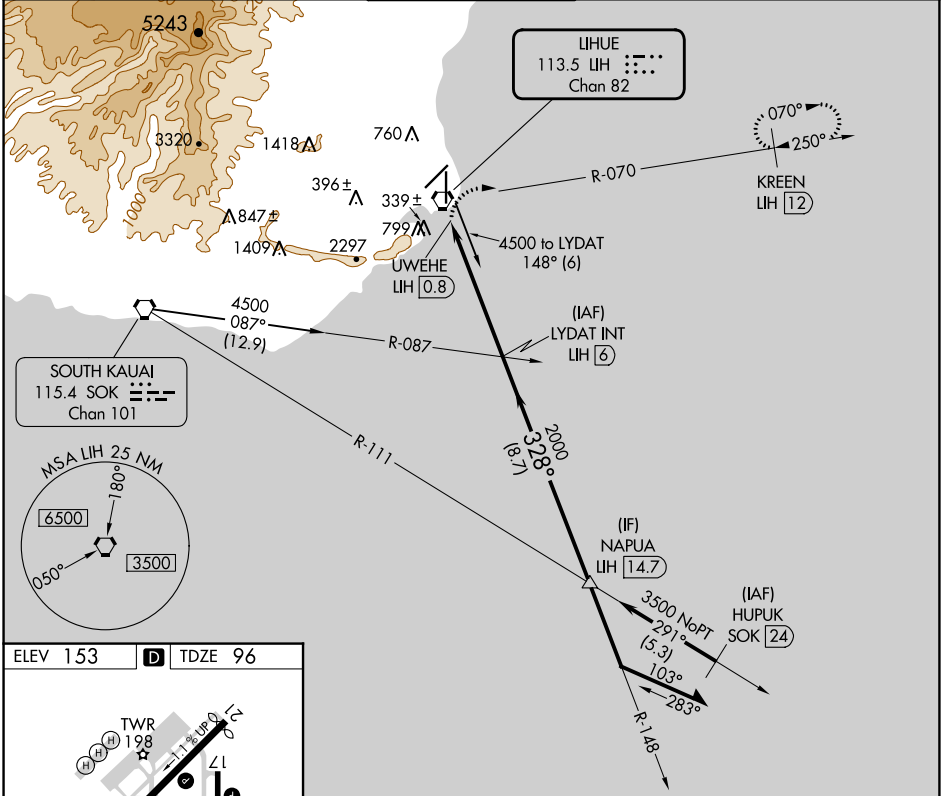 5243
3320
1418
760
396±
339±
847±
799
1409
2297
LIHUE
113.5 LIH
Chan 82
070°
250°
R-070
KREEN
LIH 12
UWEHE
LIH 0.8
4500 to LYDAT
148° (6)
4500
087°
(12.9)
R-087
(IAF)
LYDAT INT
LIH 6
SOUTH KAUAI
115.4 SOK
Chan 101
R-111
2000
328°
(8.7)
MSA LIH 25 NM
180°
6500
3500
050°
(IF)
NAPUA
LIH 14.7
(IAF)
HUPUK
SOK 24
3500 NoPT
291°
(5.3)
103°
283°
R-148
ELEV 153 D TDZE 96
TWR
198
H H H
1.1% UP
21
17
P